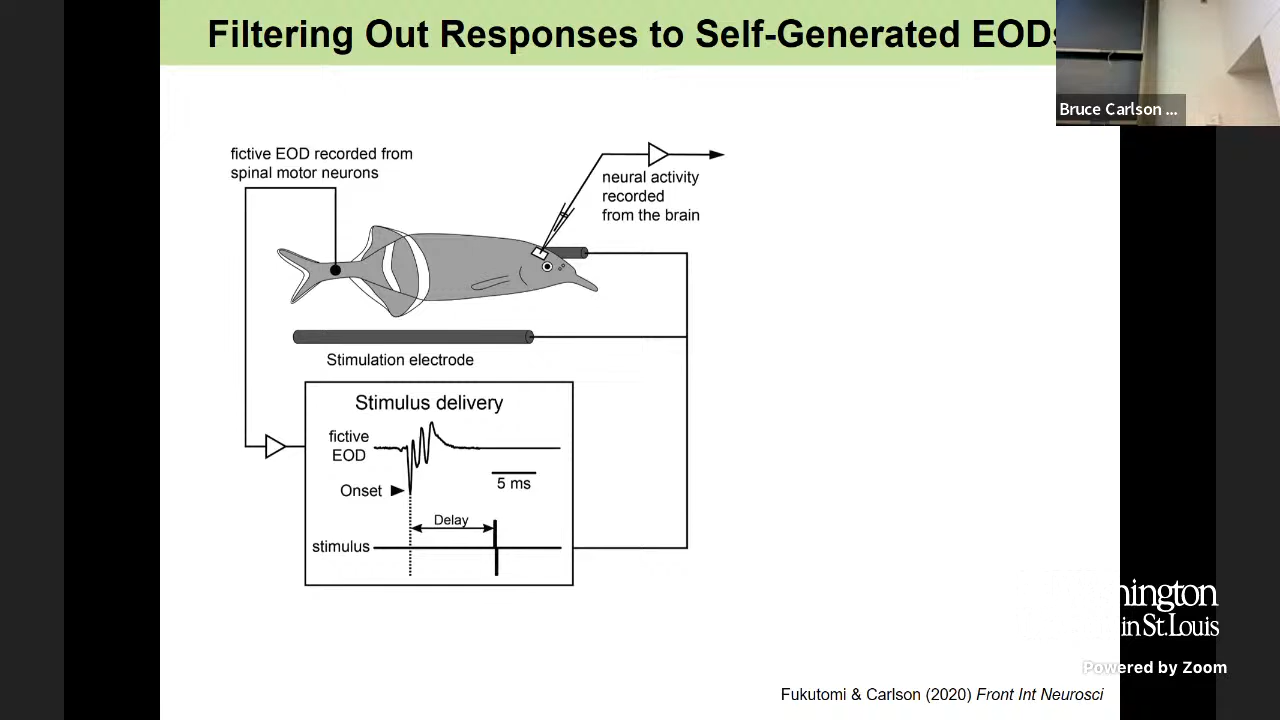 Filtering Out Responses to Self-Generated EODs
Bruce Carlson ...
fictive EOD recorded from
spinal motor neurons
neural activity
recorded
from the brain
Stimulation electrode
Stimulus delivery
fictive
EOD
5 ms
Onset
Delay
stimulus
in St. Louis
Powered by Zoom
Fukutomi & Carlson (2020) Front Int Neurosci